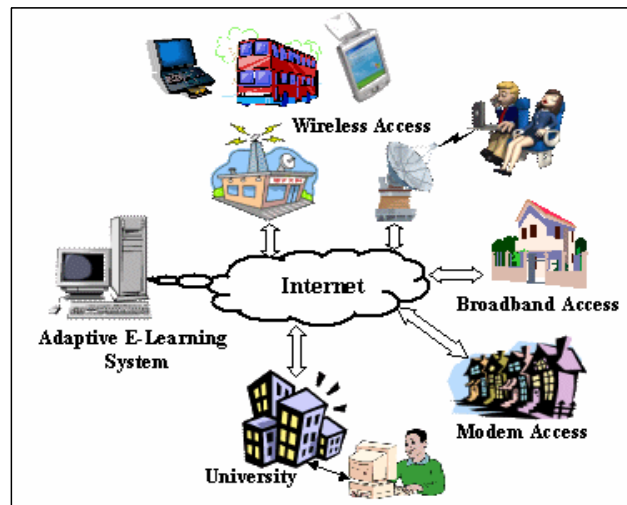 Wireless Access
Internet
Broadband Access
Adaptive E-Learning
System
Modem Access
University